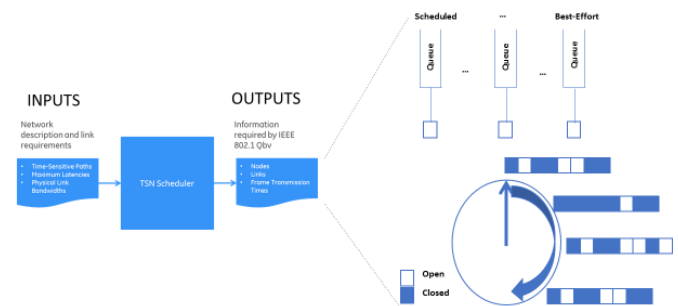 Scheduled ... Best-Effort
Queue Queue Queue
... ...
INPUTS
Network
description and link
requirements
• Time-Sensitive Paths
• Maximum Latencies
• Physical Link
Bandwidths
TSN Scheduler
OUTPUTS
Information
required by IEEE
802.1 Qbv
• Nodes
• Links
• Frame Transmission
Times
Open
Closed